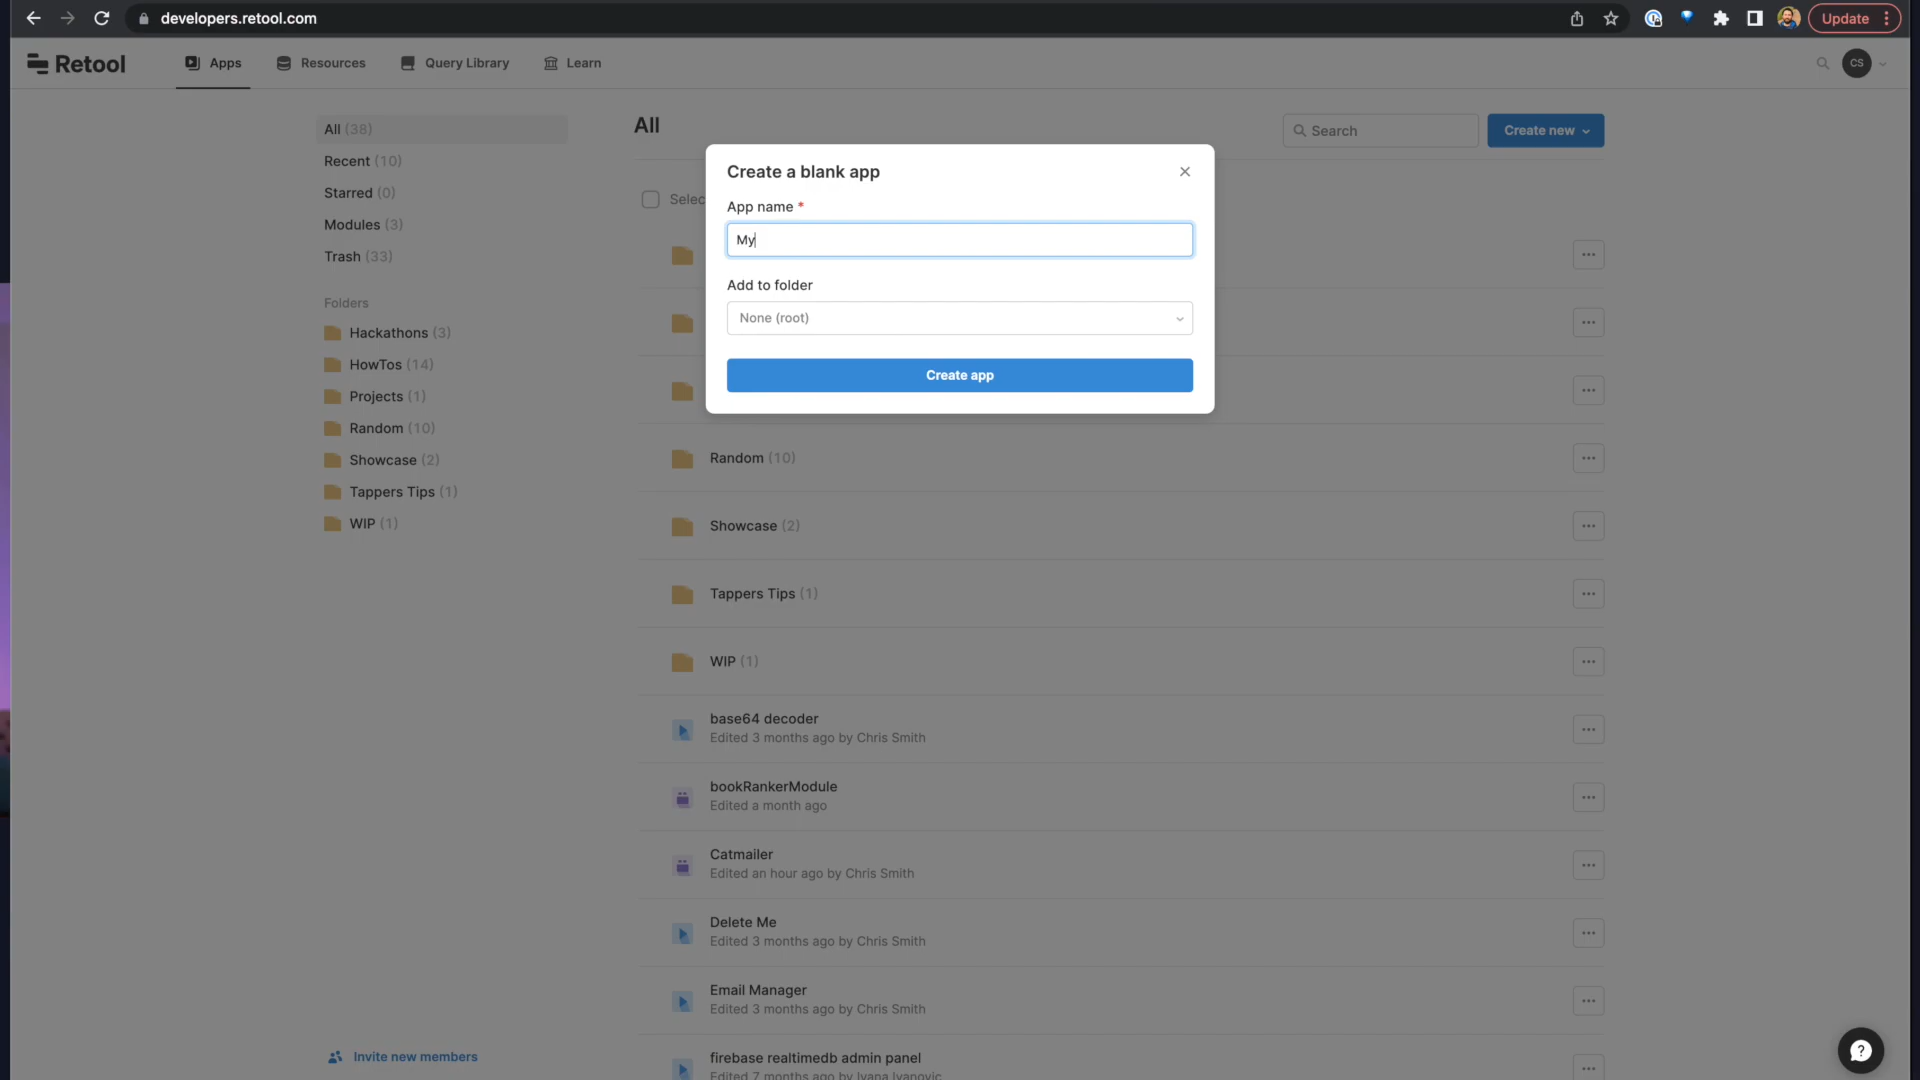 developers.retool.com
Update
Retool
Apps
Resources
Query Library
Learn
CS
All (38)
Recent (10)
Starred (0)
Modules (3)
Trash (33)
Folders
Hackathons (3)
HowTos (14)
Projects (1)
Random (10)
Showcase (2)
Tappers Tips (1)
WIP (1)
Invite new members
All
Search
Create new
Selec
Create a blank app
App name *
My
Add to folder
None (root)
Create app
Random (10)
Showcase (2)
Tappers Tips (1)
WIP (1)
base64 decoder
Edited 3 months ago by Chris Smith
bookRankerModule
Edited a month ago
Catmailer
Edited an hour ago by Chris Smith
Delete Me
Edited 3 months ago by Chris Smith
Email Manager
Edited 3 months ago by Chris Smith
firebase realtimedb admin panel
Edited 7 months ago by Ivana Ivanovic